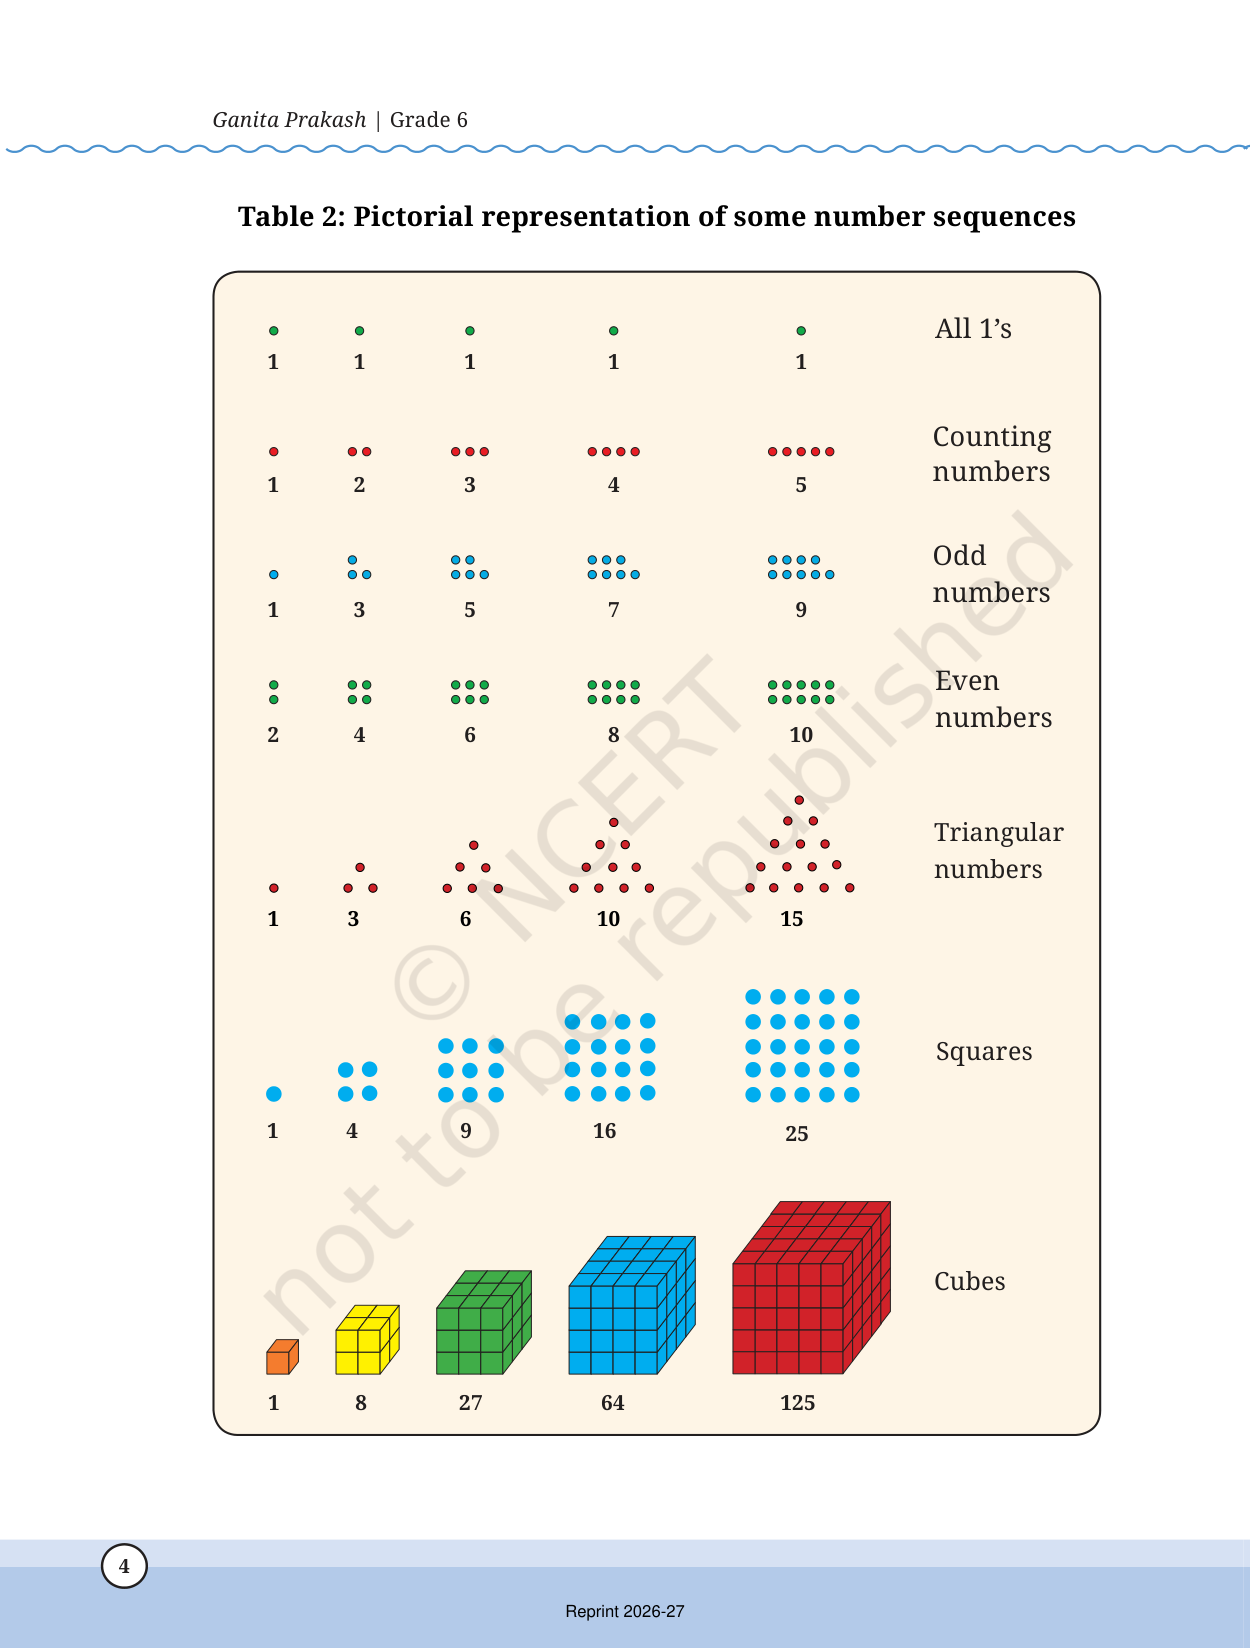 Ganita Prakash | Grade 6
Table 2: Pictorial representation of some number sequences
All 1’s
1 1 1 1 1
Counting
numbers
1 2 3 4 5
Odd
numbers
1 3 5 7 9
Even
numbers
2 4 6 8 10
Triangular
numbers
1 3 6 10 15
Squares
1 4 9 16 25
Cubes
1 8 27 64 125
© NCERT
not to be republished
4
Reprint 2026-27